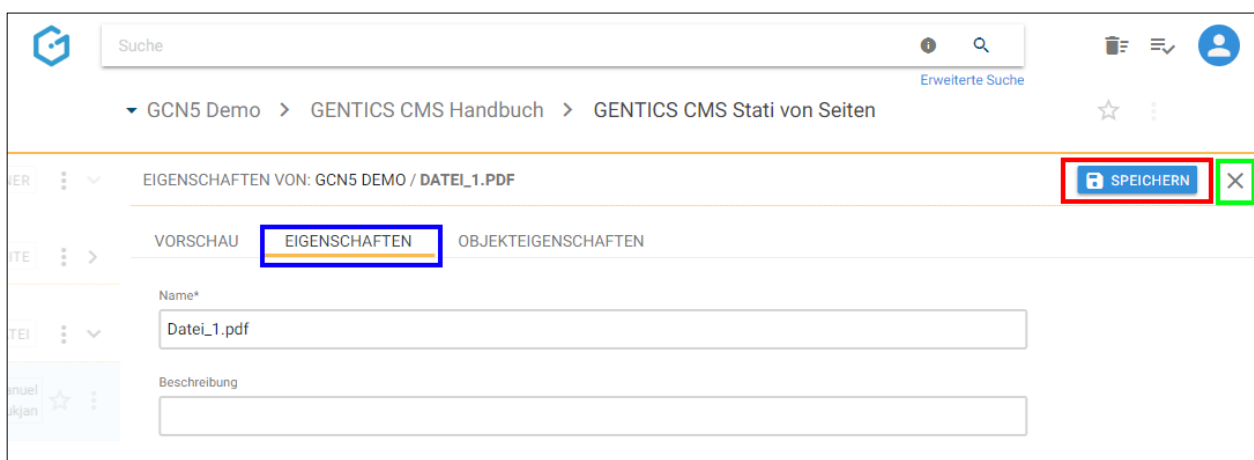 Suche
Erweiterte Suche
GCN5 Demo > GENTICS CMS Handbuch > GENTICS CMS Stati von Seiten
EIGENSCHAFTEN VON: GCN5 DEMO / DATEI_1.PDF
SPEICHERN
VORSCHAU EIGENSCHAFTEN OBJEKTEIGENSCHAFTEN
Name*
Datei_1.pdf
Beschreibung